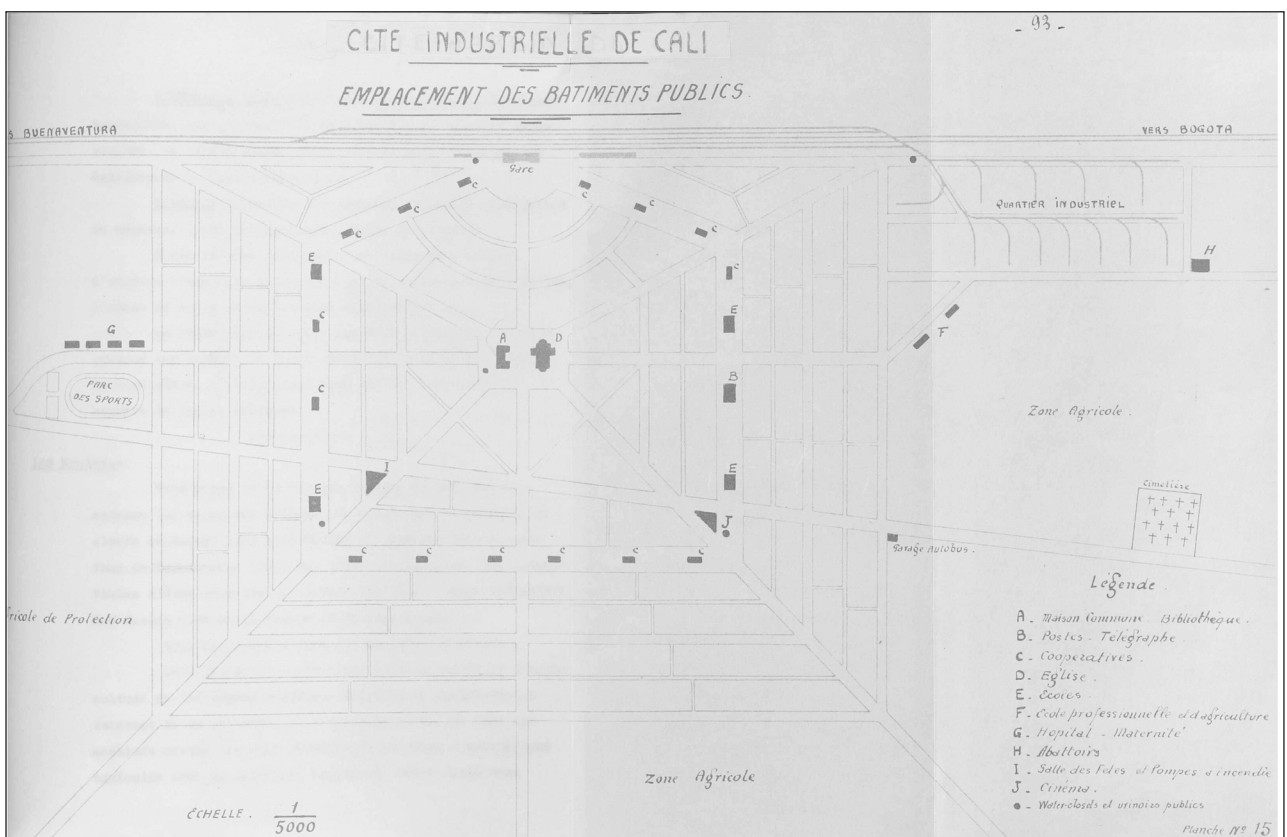 - 93 -
CITE INDUSTRIELLE DE CALI
EMPLACEMENT DES BATIMENTS PUBLICS.
S BUENAVENTURA
VERS BOGOTA
Gare
C
C
C
C
C
C
QUARTIER INDUSTRIEL
H
E
C
C
E
F
G
A
D
PARC
DES SPORTS
C
B
Zone Agricole.
I
E
E
J
Cimetière
Garage Autobus.
C
C
C
C
C
C
ricole de Protection
Zone Agricole
Légende.
A. Maison Commune. Bibliothèque.
B. Postes. Télégraphe.
C. Coopératives.
D. Eglise.
E. Ecoles.
F. Ecole professionnelle et d'agriculture
G. Hôpital. Maternité
H. Abattoirs
I. Salle des Fêtes et Pompes à incendie
J. Cinéma.
● - Water-closets et urinoirs publics
ECHELLE. 1
5000
Planche Nº 15